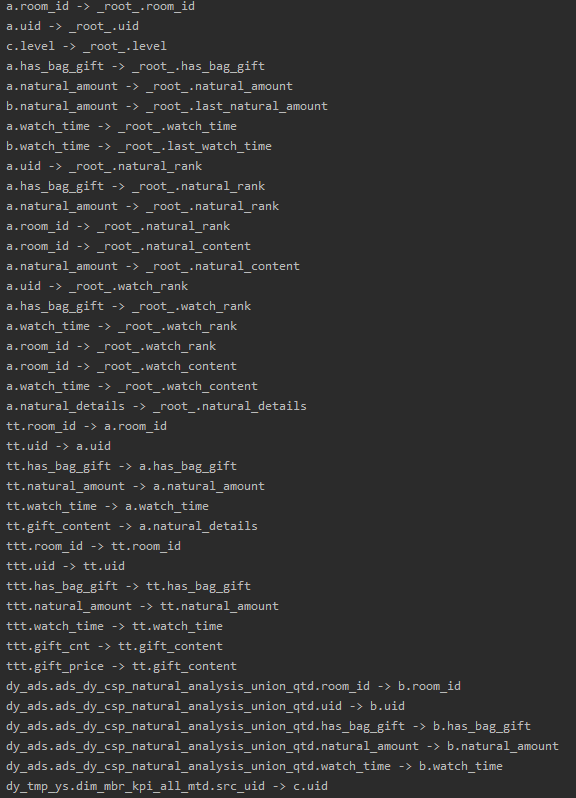 a.room_id -> _root_.room_id
a.uid -> _root_.uid
c.level -> _root_.level
a.has_bag_gift -> _root_.has_bag_gift
a.natural_amount -> _root_.natural_amount
b.natural_amount -> _root_.last_natural_amount
a.watch_time -> _root_.watch_time
b.watch_time -> _root_.last_watch_time
a.uid -> _root_.natural_rank
a.has_bag_gift -> _root_.natural_rank
a.natural_amount -> _root_.natural_rank
a.room_id -> _root_.natural_rank
a.room_id -> _root_.natural_content
a.natural_amount -> _root_.natural_content
a.uid -> _root_.watch_rank
a.has_bag_gift -> _root_.watch_rank
a.watch_time -> _root_.watch_rank
a.room_id -> _root_.watch_rank
a.room_id -> _root_.watch_content
a.watch_time -> _root_.watch_content
a.natural_details -> _root_.natural_details
tt.room_id -> a.room_id
tt.uid -> a.uid
tt.has_bag_gift -> a.has_bag_gift
tt.natural_amount -> a.natural_amount
tt.watch_time -> a.watch_time
tt.gift_content -> a.natural_details
ttt.room_id -> tt.room_id
ttt.uid -> tt.uid
ttt.has_bag_gift -> tt.has_bag_gift
ttt.natural_amount -> tt.natural_amount
ttt.watch_time -> tt.watch_time
ttt.gift_cnt -> tt.gift_content
ttt.gift_price -> tt.gift_content
dy_ads.ads_dy_csp_natural_analysis_union_qtd.room_id -> b.room_id
dy_ads.ads_dy_csp_natural_analysis_union_qtd.uid -> b.uid
dy_ads.ads_dy_csp_natural_analysis_union_qtd.has_bag_gift -> b.has_bag_gift
dy_ads.ads_dy_csp_natural_analysis_union_qtd.natural_amount -> b.natural_amount
dy_ads.ads_dy_csp_natural_analysis_union_qtd.watch_time -> b.watch_time
dy_tmp_ys.dim_mbr_kpi_all_mtd.src_uid -> c.uid